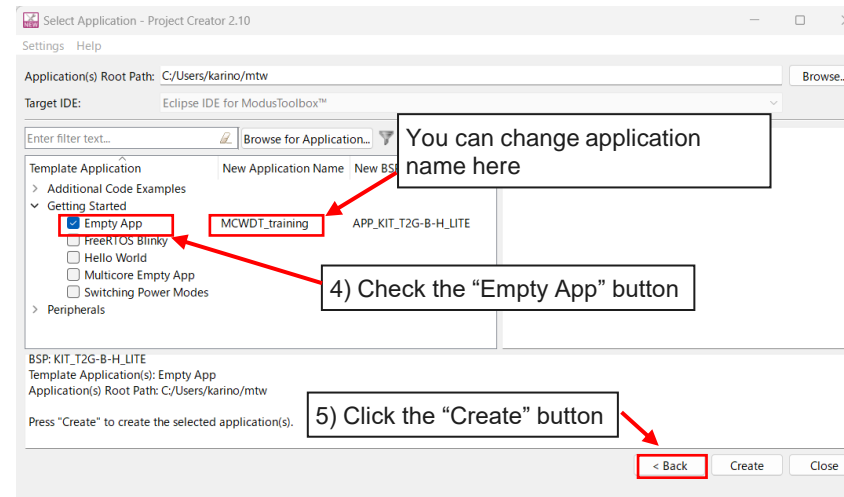 Select Application - Project Creator 2.10
Settings Help
Application(s) Root Path: C:/Users/karino/mtw Browse..
Target IDE: Eclipse IDE for ModusToolbox™
Enter filter text... Browse for Application...
You can change application
name here
Template Application New Application Name New BSP
Additional Code Examples
Getting Started
Empty App MCWDT_training APP_KIT_T2G-B-H_LITE
FreeRTOS Blinky
Hello World
Multicore Empty App
Switching Power Modes
Peripherals
4) Check the “Empty App” button
BSP: KIT_T2G-B-H_LITE
Template Application(s): Empty App
Application(s) Root Path: C:/Users/karino/mtw
Press "Create" to create the selected application(s).
5) Click the “Create” button
< Back Create Close